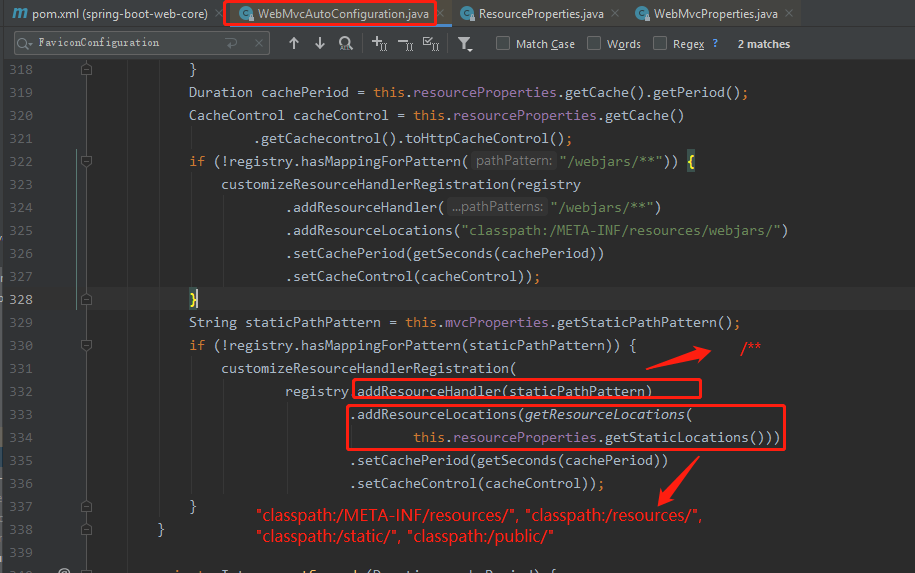 pom.xml (spring-boot-web-core) × WebMvcAutoConfiguration.java × ResourceProperties.java × WebMvcProperties.java ×
FaviconConfiguration Match Case Words Regex ? 2 matches
318 }
319 Duration cachePeriod = this.resourceProperties.getCache().getPeriod();
320 CacheControl cacheControl = this.resourceProperties.getCache()
321 .getCachecontrol().toHttpCacheControl();
322 if (!registry.hasMappingForPattern( pathPattern: "/webjars/**")) {
323 customizeResourceHandlerRegistration(registry
324 .addResourceHandler( ...pathPatterns: "/webjars/**")
325 .addResourceLocations("classpath:/META-INF/resources/webjars/")
326 .setCachePeriod(getSeconds(cachePeriod))
327 .setCacheControl(cacheControl));
328 }
329 String staticPathPattern = this.mvcProperties.getStaticPathPattern();
330 if (!registry.hasMappingForPattern(staticPathPattern)) { /**
331 customizeResourceHandlerRegistration(
332 registry.addResourceHandler(staticPathPattern)
333 .addResourceLocations(getResourceLocations(
334 this.resourceProperties.getStaticLocations()))
335 .setCachePeriod(getSeconds(cachePeriod))
336 .setCacheControl(cacheControl));
337 }
"classpath:/META-INF/resources/", "classpath:/resources/",
338 }
"classpath:/static/", "classpath:/public/"
339